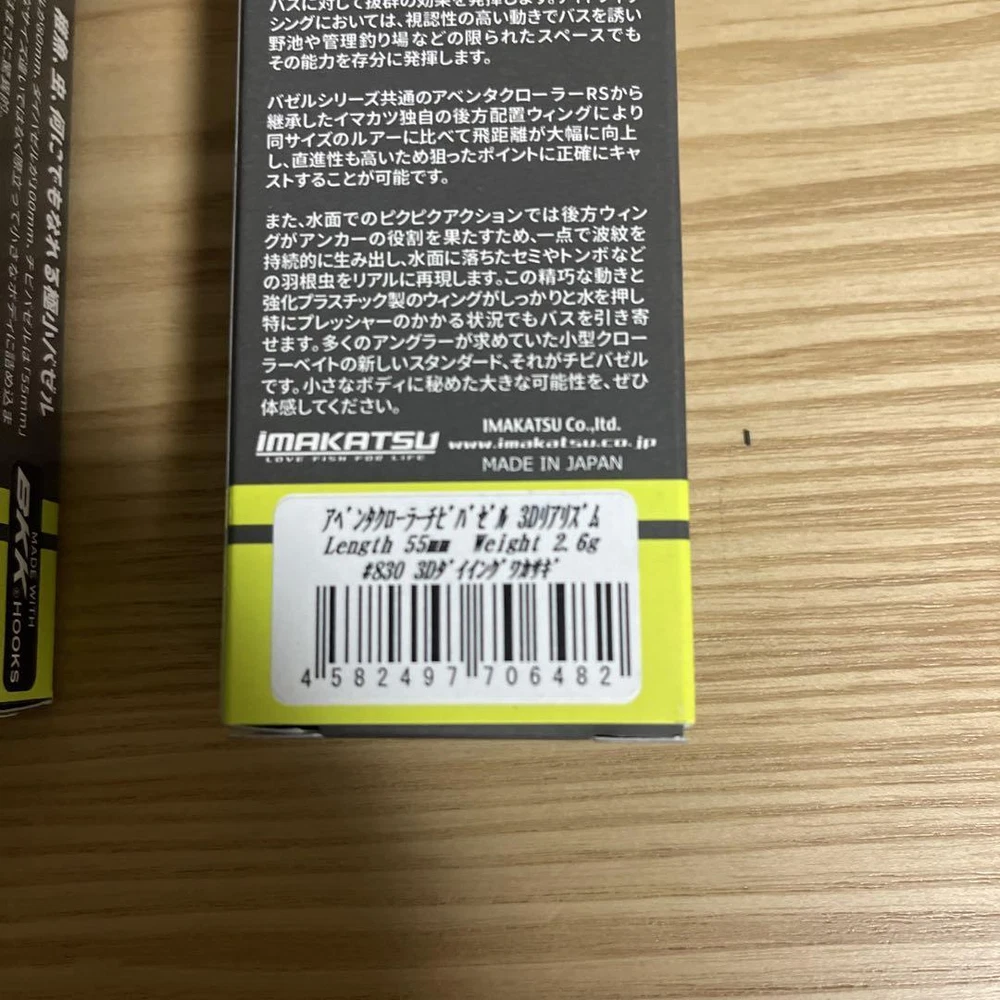 バスに対して抜群の効果を発揮します。
シングにおいては、視認性の高い動きでバスを誘い
野池や管理釣り場などの限られたスペースでも
その能力を存分に発揮します。
バゼルシリーズ共通のアベンタクローラーRSから
継承したイマカツ独自の後方配置ウィングにより
同サイズのルアーに比べて飛距離が大幅に向上
し、直進性も高いため狙ったポイントに正確にキャ
ストすることが可能です。
また、水面でのピクピクアクションでは後方ウィン
グがアンカーの役割を果たすため、一点で波紋を
持続的に生み出し、水面に落ちたセミやトンボなど
の羽根虫をリアルに再現します。この精巧な動きと
強化プラスチック製のウィングがしっかりと水を押し
特にプレッシャーのかかる状況でもバスを引き寄
せます。多くのアングラーが求めていた小型クロー
ラーベイトの新しいスタンダード、それがチビバゼル
です。小さなボディに秘めた大きな可能性を、ぜひ
体感してください。
IMAKATSU
LOVE FISH FOR LIFE
IMAKATSU Co.,ltd.
www.imakatsu.co.jp
MADE IN JAPAN
ｱﾍﾞﾝﾀｸﾛｰﾗｰﾁﾋﾞﾊﾞｾﾞﾙ 3Dﾘｱﾘｽﾞﾑ
Length 55mm Weight 2.6g
#830 3Dﾀﾞｲｲﾝｸﾞﾜｶｻｷﾞ
4582497706482
虫、何にでもなれる極小バゼル
チビバゼルは「55mm」
MADE WITH
BKK® HOOKS